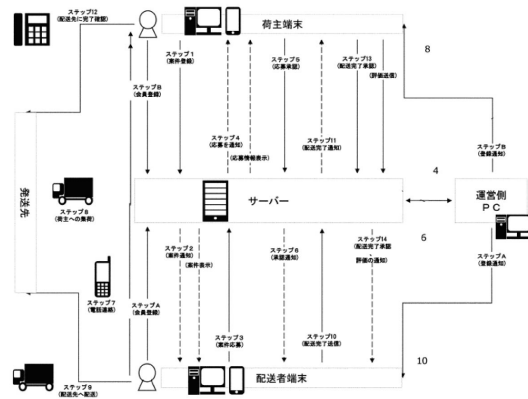 ステップ12
(配送先に完了確認)
荷主端末
8
ステップ1
(案件登録)
ステップB
(会員登録)
ステップ5
(応募承認)
ステップ13
(配送完了承認)
(評価送信)
ステップ4
(応募を通知)
(応募情報表示)
ステップ11
(配送完了通知)
ステップB
(登録通知)
4
発送先
ステップ8
(荷主への集荷)
サーバー
運営側
PC
6
ステップ2
(案件通知)
(案件表示)
ステップ6
(承認通知)
ステップ14
(配送完了承認
評価の通知)
ステップA
(登録通知)
ステップ7
(電話連絡)
ステップA
(会員登録)
ステップ3
(案件応募)
ステップ10
(配送完了送信)
10
ステップ9
(配送先へ配送)
配送者端末